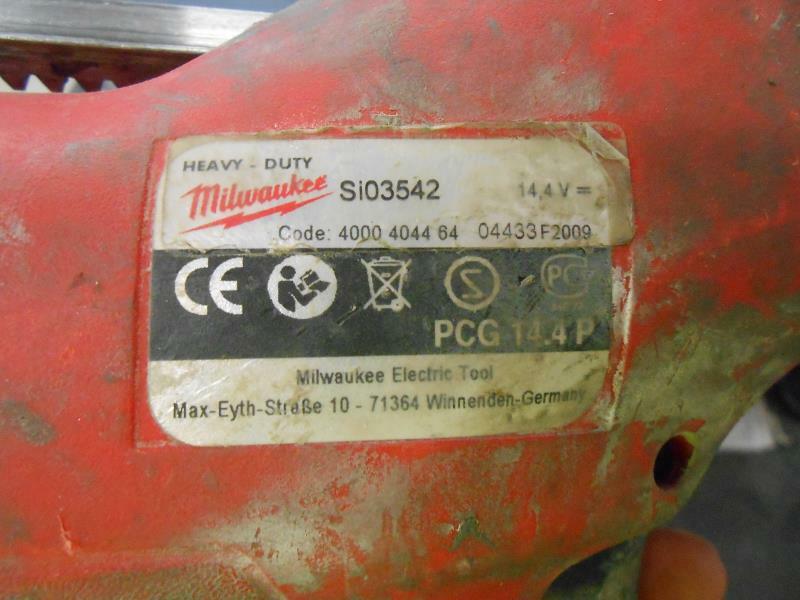 HEAVY - DUTY
Milwaukee Si03542 14,4 V
Code: 4000 4044 64 04433F2009
CE
PCG 14.4 P
Milwaukee Electric Tool
Max-Eyth-Straße 10 - 71364 Winnenden-Germany